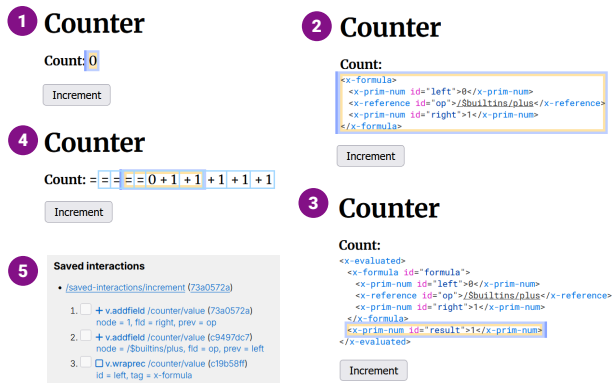 1 Counter
Count: 0
Increment
2 Counter
Count:
<x-formula>
<x-prim-num id="left">0</x-prim-num>
<x-reference id="op">/$builtins/plus</x-reference>
<x-prim-num id="right">1</x-prim-num>
</x-formula>
Increment
4 Counter
Count: = = = = = 0 + 1 + 1 + 1 + 1 + 1
Increment
3 Counter
Count:
<x-evaluated>
<x-formula id="formula">
<x-prim-num id="left">0</x-prim-num>
<x-reference id="op">/$builtins/plus</x-reference>
<x-prim-num id="right">1</x-prim-num>
</x-formula>
<x-prim-num id="result">1</x-prim-num>
</x-evaluated>
Increment
5 Saved interactions
• /saved-interactions/increment (73a0572a)
1. + v.addfield /counter/value (73a0572a)
node = 1, fld = right, prev = op
2. + v.addfield /counter/value (c9497dc7)
node = /$builtins/plus, fld = op, prev = left
3. v.wraprec /counter/value (c19b58ff)
id = left, tag = x-formula